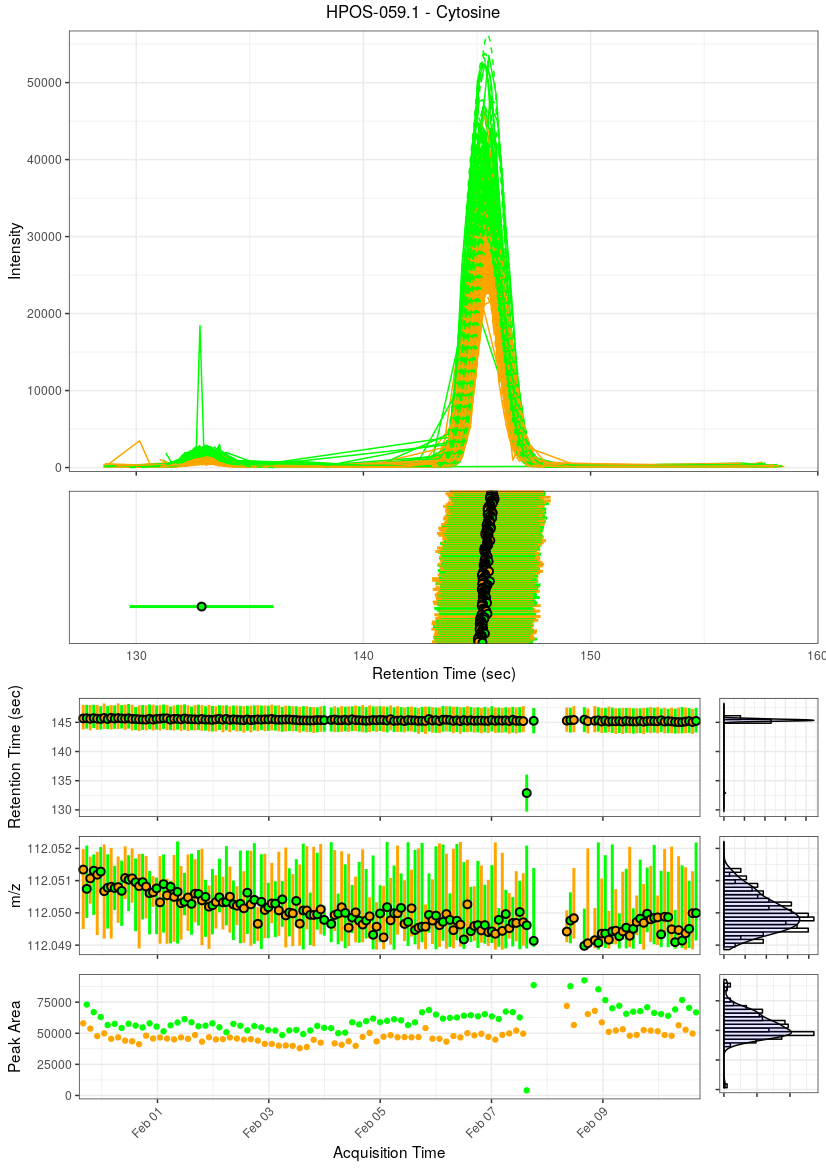 HPOS-059.1 - Cytosine
Intensity
50000
40000
30000
20000
10000
0
130
140
150
160
Retention Time (sec)
Retention Time (sec)
145
140
135
130
m/z
112.052
112.051
112.050
112.049
Peak Area
75000
50000
25000
0
Feb 01
Feb 03
Feb 05
Feb 07
Feb 09
Acquisition Time